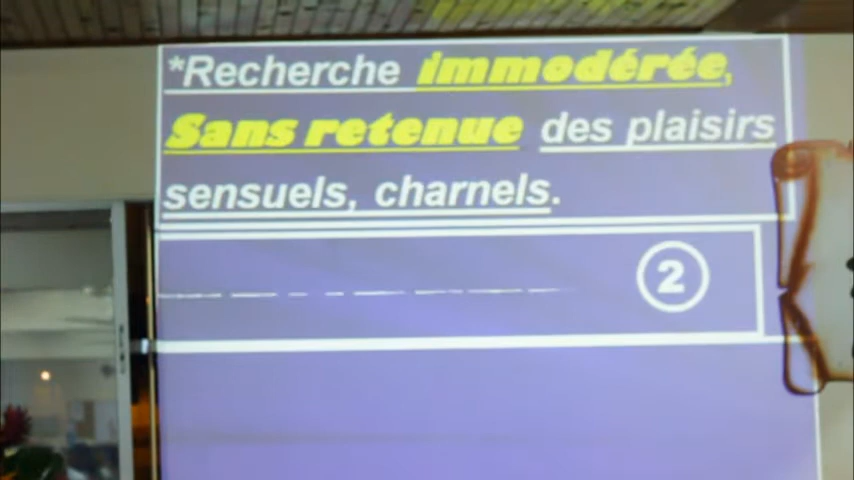 *Recherche immodérée,
Sans retenue des plaisirs
sensuels, charnels.
2